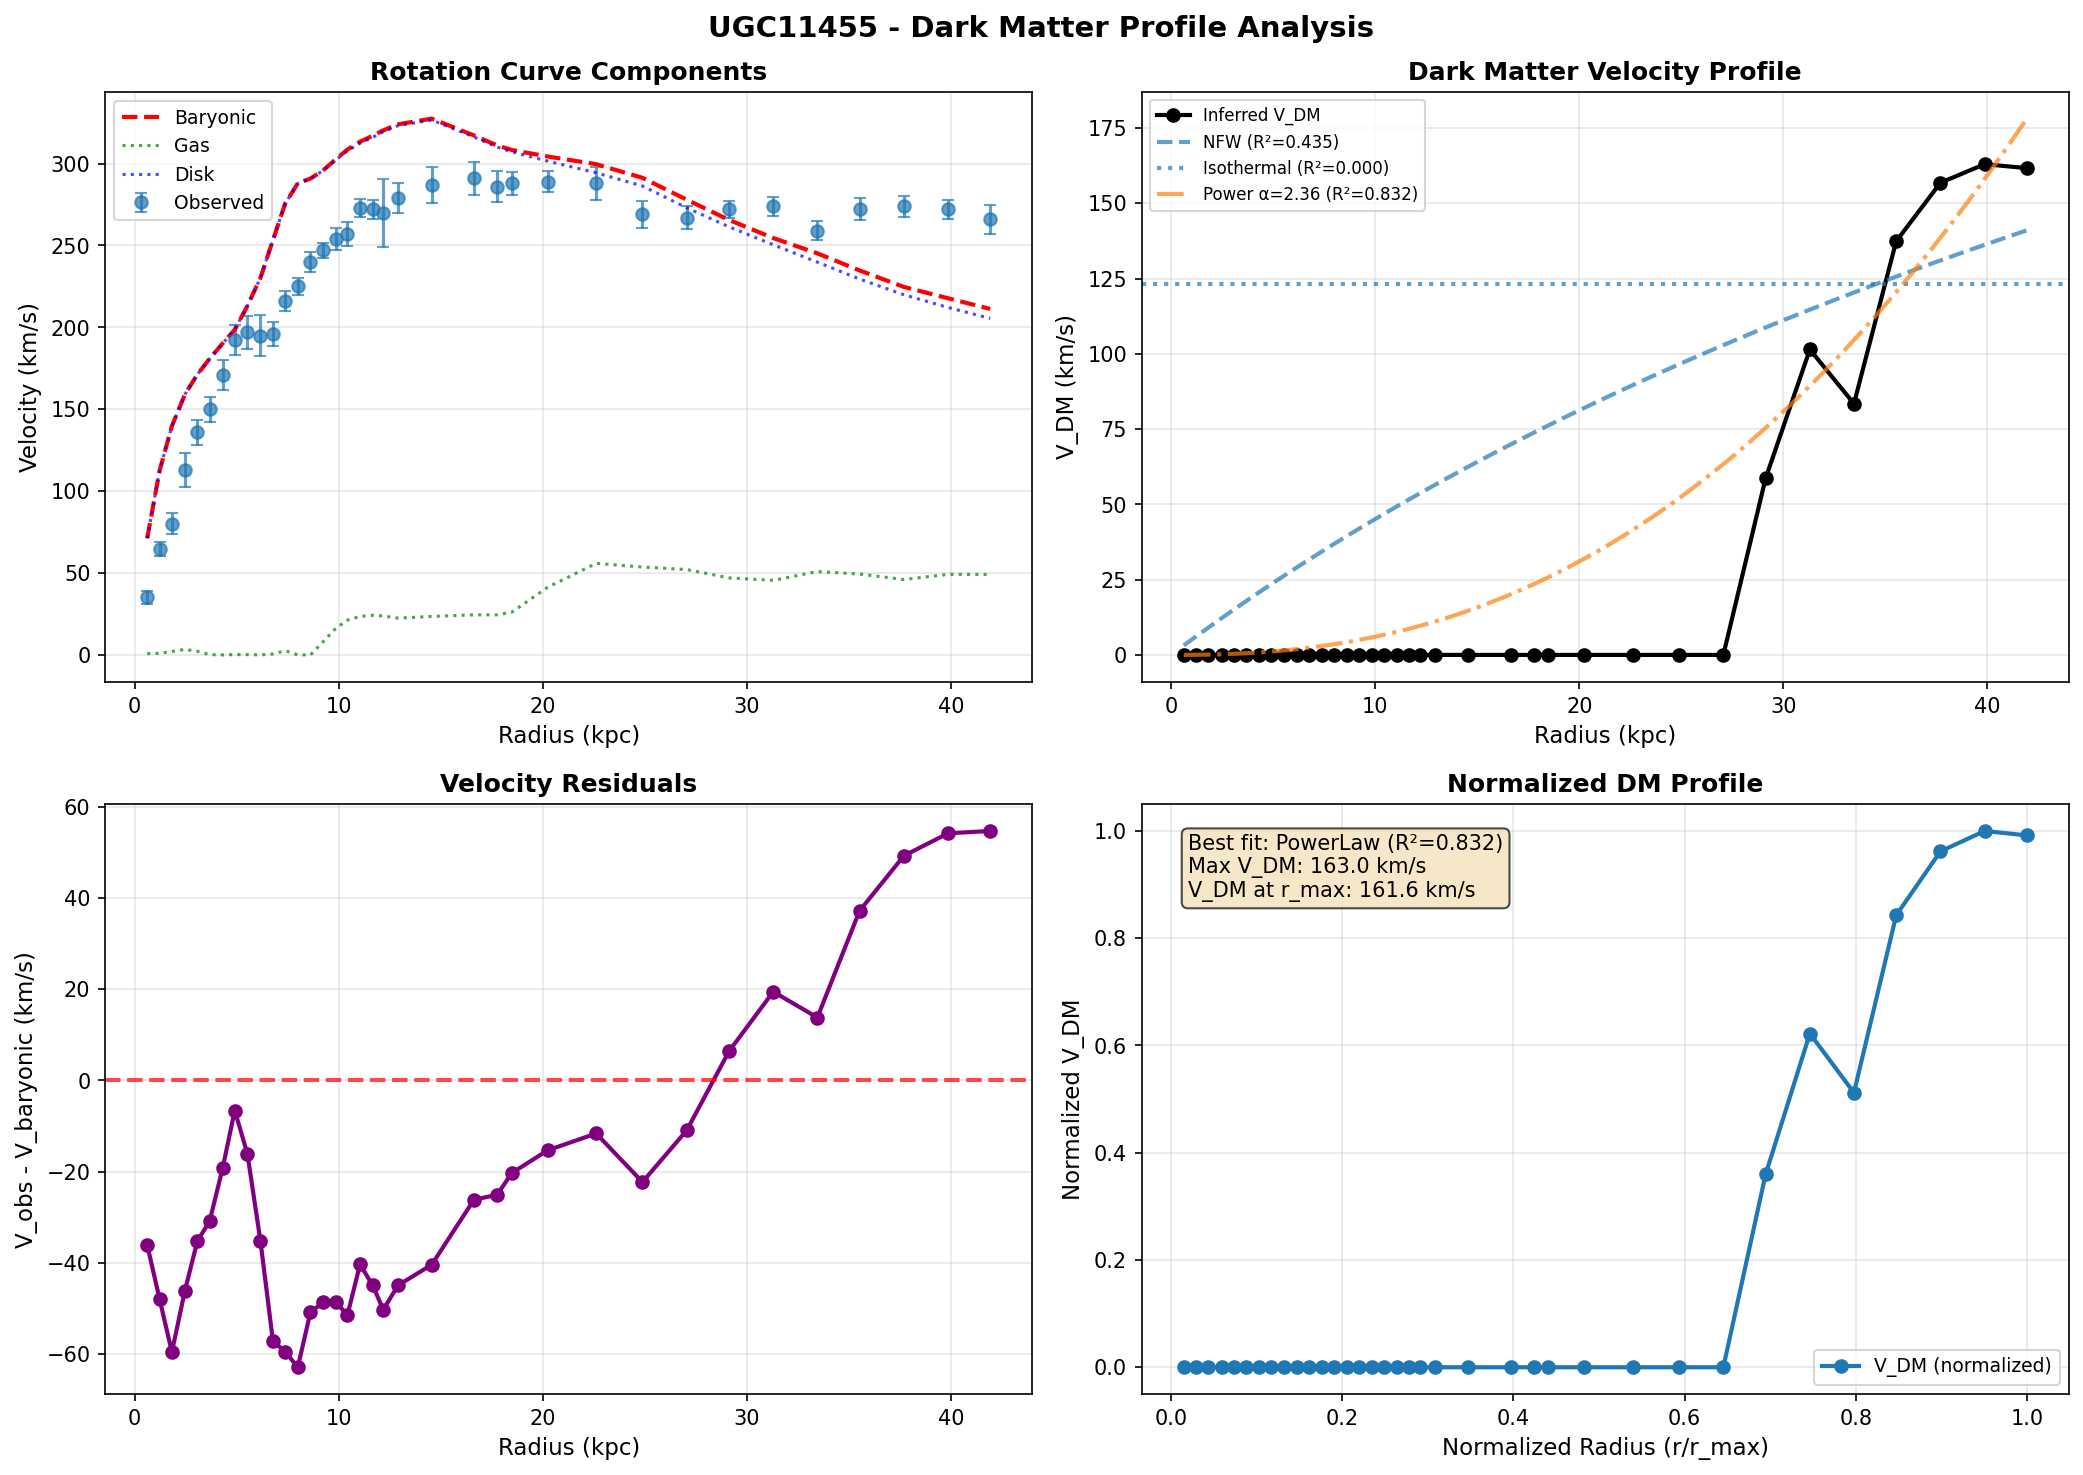 UGC11455 - Dark Matter Profile Analysis
Rotation Curve Components
Baryonic
Gas
Disk
Observed
Velocity (km/s)
300
250
200
150
100
50
0
0 10 20 30 40
Radius (kpc)
Dark Matter Velocity Profile
Inferred V_DM
NFW (R²=0.435)
Isothermal (R²=0.000)
Power α=2.36 (R²=0.832)
V_DM (km/s)
175
150
125
100
75
50
25
0
0 10 20 30 40
Radius (kpc)
Velocity Residuals
V_obs - V_baryonic (km/s)
60
40
20
0
−20
−40
−60
0 10 20 30 40
Radius (kpc)
Normalized DM Profile
Best fit: PowerLaw (R²=0.832)
Max V_DM: 163.0 km/s
V_DM at r_max: 161.6 km/s
Normalized V_DM
1.0
0.8
0.6
0.4
0.2
0.0
V_DM (normalized)
0.0 0.2 0.4 0.6 0.8 1.0
Normalized Radius (r/r_max)